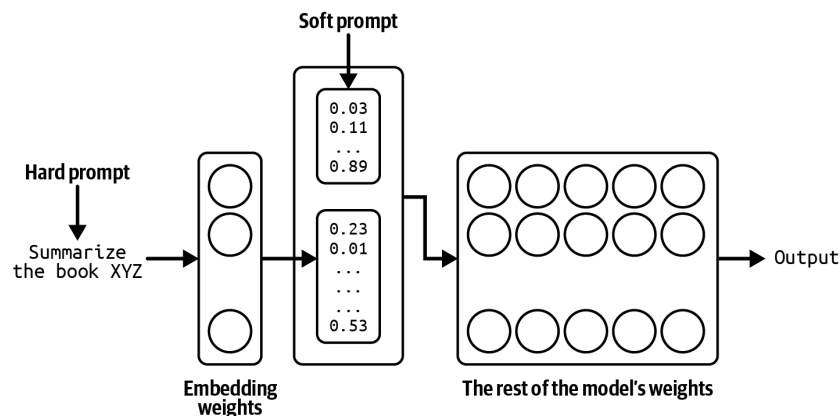 Soft prompt
0.03
0.11
...
0.89
Hard prompt
Summarize
the book XYZ
0.23
0.01
...
...
...
0.53
Output
Embedding
weights
The rest of the model's weights